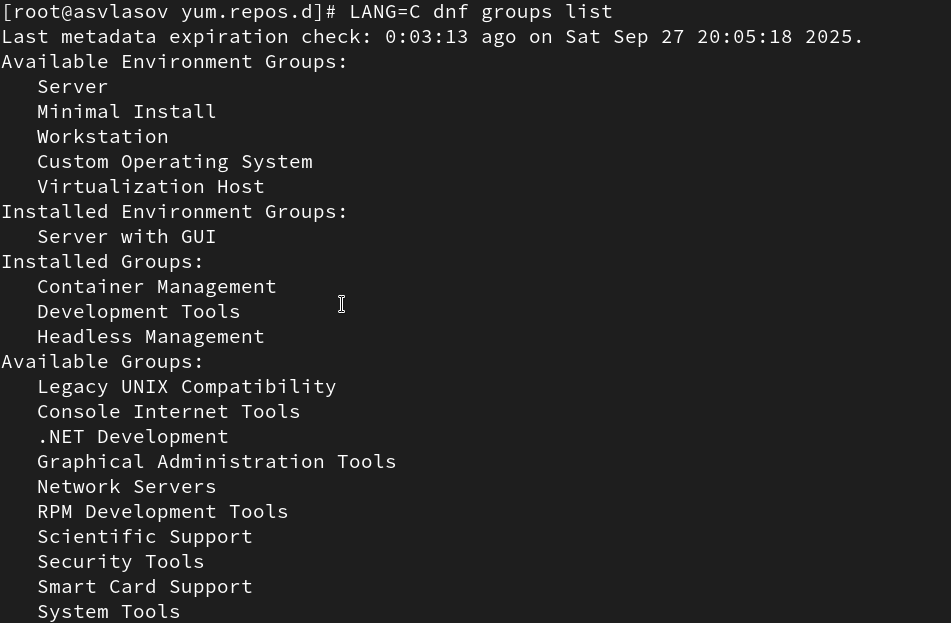 [root@asvlasov yum.repos.d]# LANG=C dnf groups list
Last metadata expiration check: 0:03:13 ago on Sat Sep 27 20:05:18 2025.
Available Environment Groups:
   Server
   Minimal Install
   Workstation
   Custom Operating System
   Virtualization Host
Installed Environment Groups:
   Server with GUI
Installed Groups:
   Container Management
   Development Tools
   Headless Management
Available Groups:
   Legacy UNIX Compatibility
   Console Internet Tools
   .NET Development
   Graphical Administration Tools
   Network Servers
   RPM Development Tools
   Scientific Support
   Security Tools
   Smart Card Support
   System Tools